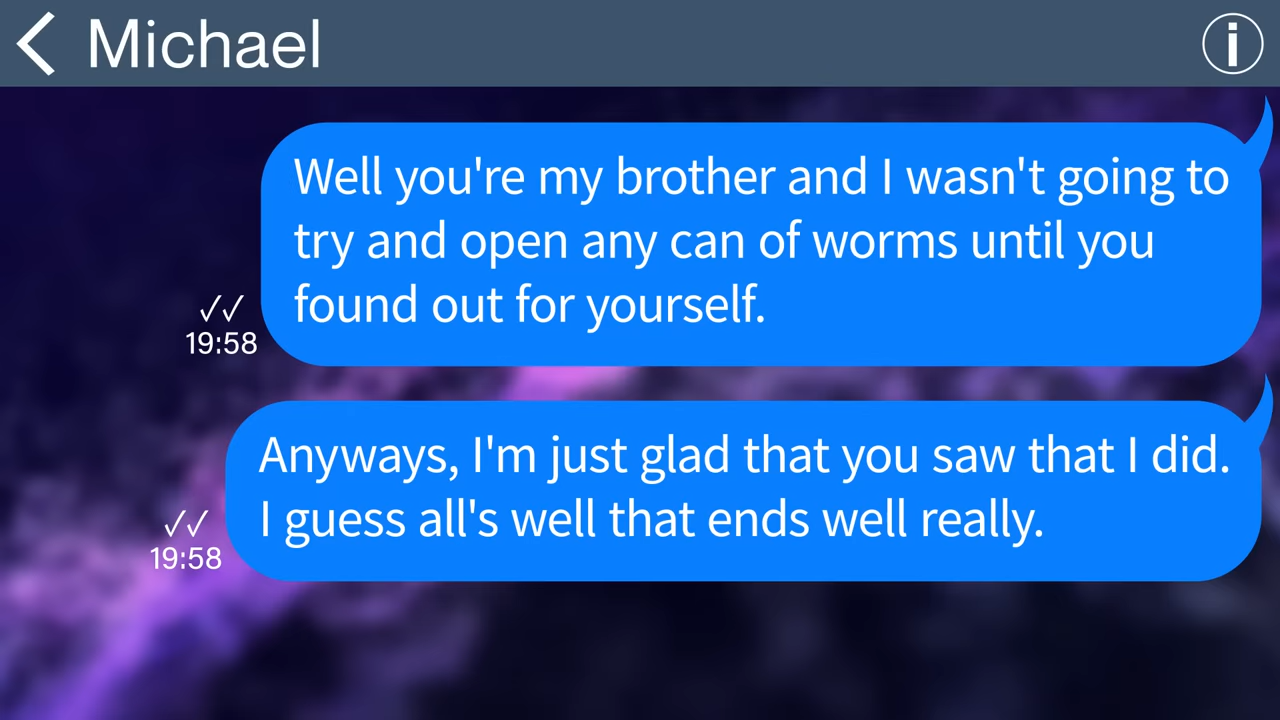 Michael
Well you're my brother and I wasn't going to
try and open any can of worms until you
found out for yourself.
19:58
Anyways, I'm just glad that you saw that I did.
I guess all's well that ends well really.
19:58